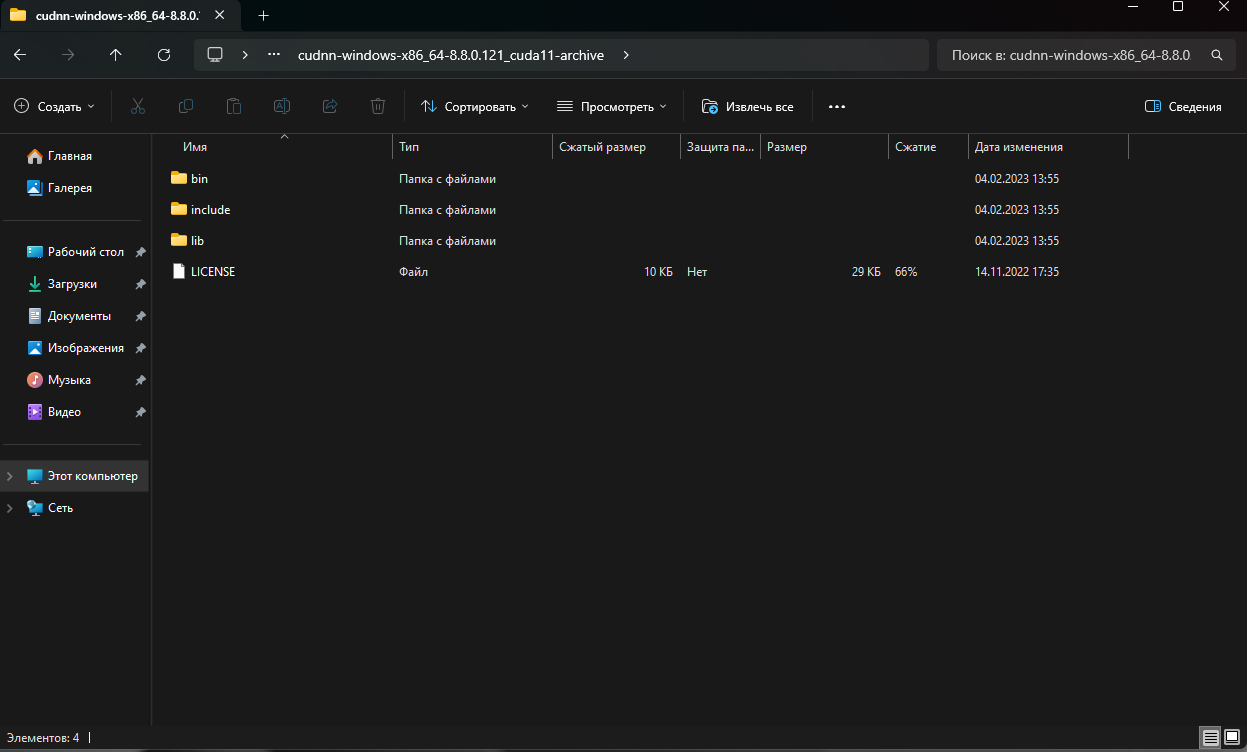 cudnn-windows-x86_64-8.8.0.
cudnn-windows-x86_64-8.8.0.121_cuda11-archive
Поиск в: cudnn-windows-x86_64-8.8.0.
Создать
Сортировать
Просмотреть
Извлечь все
Сведения
Имя Тип Сжатый размер Защита па... Размер Сжатие Дата изменения
Главная
Галерея
Рабочий стол
Загрузки
Документы
Изображения
Музыка
Видео
Этот компьютер
Сеть
bin Папка с файлами 04.02.2023 13:55
include Папка с файлами 04.02.2023 13:55
lib Папка с файлами 04.02.2023 13:55
LICENSE Файл 10 КБ Нет 29 КБ 66% 14.11.2022 17:35
Элементов: 4